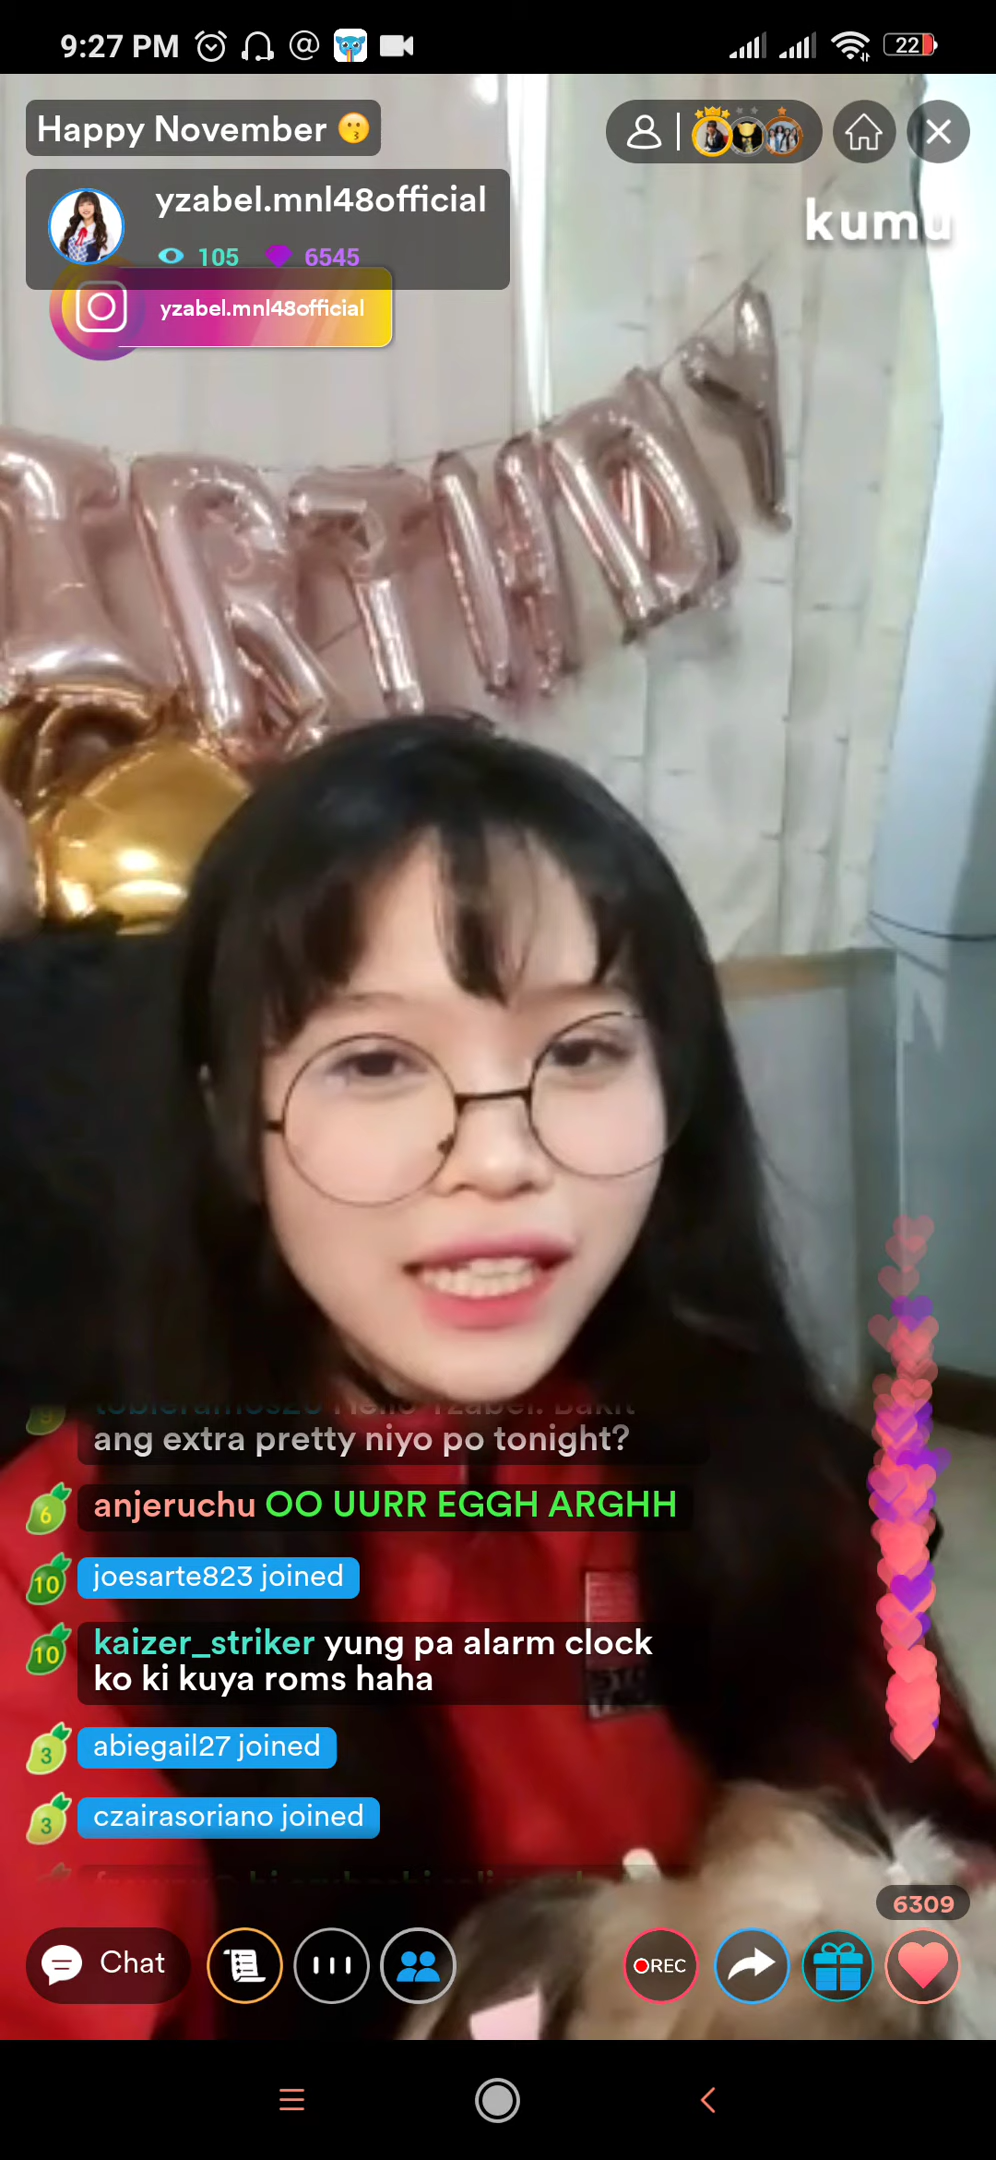 9:27 PM
22
Happy November 😗
yzabel.mnl48official
105 6545
kumu
yzabel.mnl48official
IRTHDY
ang extra pretty niyo po tonight?
6 anjeruchu OO UURR EGGH ARGHH
10 joesarte823 joined
10 kaizer_striker yung pa alarm clock
ko ki kuya roms haha
3 abiegail27 joined
3 czairasoriano joined
6309
Chat
REC